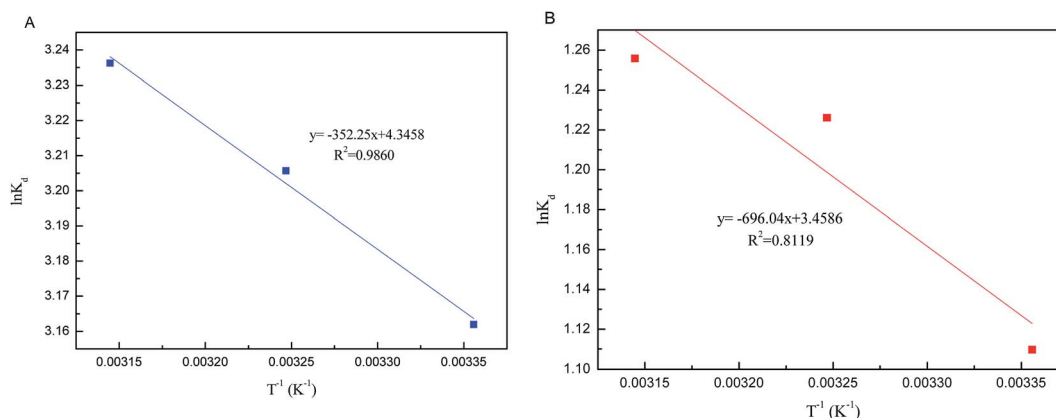 A
3.24
3.23
3.22
3.21
3.20
3.19
3.18
3.17
3.16
lnK_d
y= -352.25x+4.3458
R²=0.9860
0.00315 0.00320 0.00325 0.00330 0.00335
T⁻¹ (K⁻¹)
B
1.26
1.24
1.22
1.20
1.18
1.16
1.14
1.12
1.10
lnK_d
y= -696.04x+3.4586
R²=0.8119
0.00315 0.00320 0.00325 0.00330 0.00335
T⁻¹ (K⁻¹)